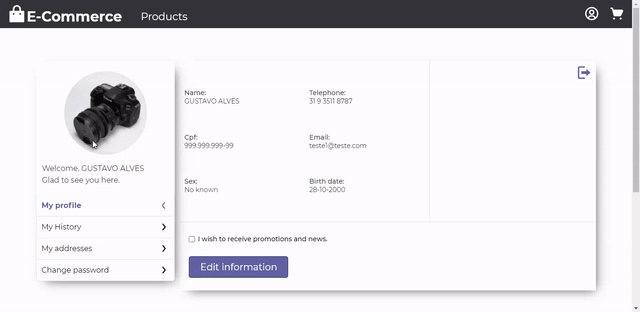 E-Commerce Products
Name: Telephone:
GUSTAVO ALVES 31 9 3511 8787
Cpf: Email:
999.999.999-99 teste1@teste.com
Sex: Birth date:
No known 28-10-2000
Welcome, GUSTAVO ALVES
Glad to see you here.
My profile
My History
My addresses
Change password
I wish to receive promotions and news.
Edit information